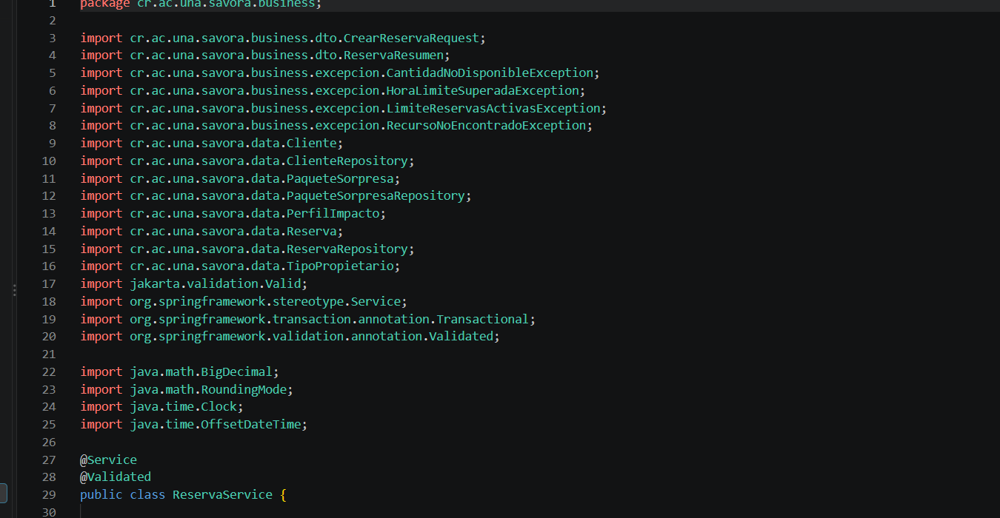 1 package cr.ac.una.savora.business;
2
3 import cr.ac.una.savora.business.dto.CrearReservaRequest;
4 import cr.ac.una.savora.business.dto.ReservaResumen;
5 import cr.ac.una.savora.business.excepcion.CantidadNoDisponibleException;
6 import cr.ac.una.savora.business.excepcion.HoraLimiteSuperadaException;
7 import cr.ac.una.savora.business.excepcion.LimiteReservasActivasException;
8 import cr.ac.una.savora.business.excepcion.RecursoNoEncontradoException;
9 import cr.ac.una.savora.data.Cliente;
10 import cr.ac.una.savora.data.ClienteRepository;
11 import cr.ac.una.savora.data.PaqueteSorpresa;
12 import cr.ac.una.savora.data.PaqueteSorpresaRepository;
13 import cr.ac.una.savora.data.PerfilImpacto;
14 import cr.ac.una.savora.data.Reserva;
15 import cr.ac.una.savora.data.ReservaRepository;
16 import cr.ac.una.savora.data.TipoPropietario;
17 import jakarta.validation.Valid;
18 import org.springframework.stereotype.Service;
19 import org.springframework.transaction.annotation.Transactional;
20 import org.springframework.validation.annotation.Validated;
21
22 import java.math.BigDecimal;
23 import java.math.RoundingMode;
24 import java.time.Clock;
25 import java.time.OffsetDateTime;
26
27 @Service
28 @Validated
29 public class ReservaService {
30